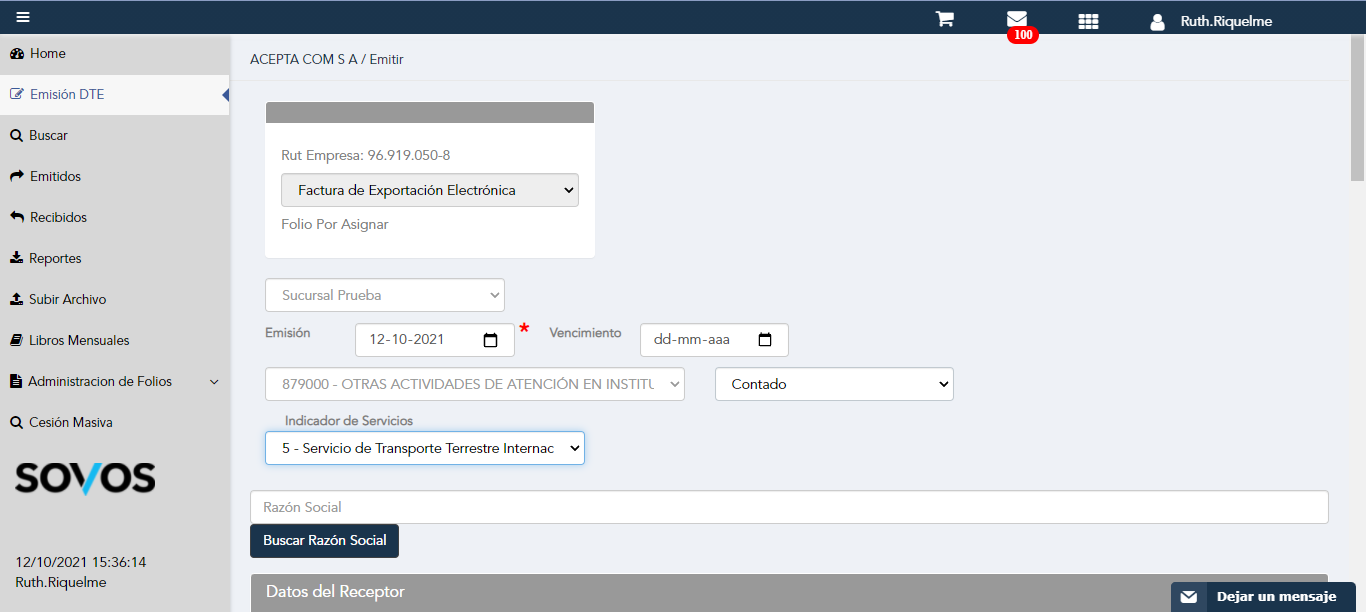 Ruth.Riquelme
100
Home
ACEPTA COM S A / Emitir
Emisión DTE
Buscar
Emitidos
Recibidos
Reportes
Subir Archivo
Libros Mensuales
Administracion de Folios
Cesión Masiva
SOVOS
12/10/2021 15:36:14
Ruth.Riquelme
Rut Empresa: 96.919.050-8
Factura de Exportación Electrónica
Folio Por Asignar
Sucursal Prueba
Emisión 12-10-2021 * Vencimiento dd-mm-aaa
879000 - OTRAS ACTIVIDADES DE ATENCIÓN EN INSTITU Contado
Indicador de Servicios
5 - Servicio de Transporte Terrestre Internac
Razón Social
Buscar Razón Social
Datos del Receptor
Dejar un mensaje